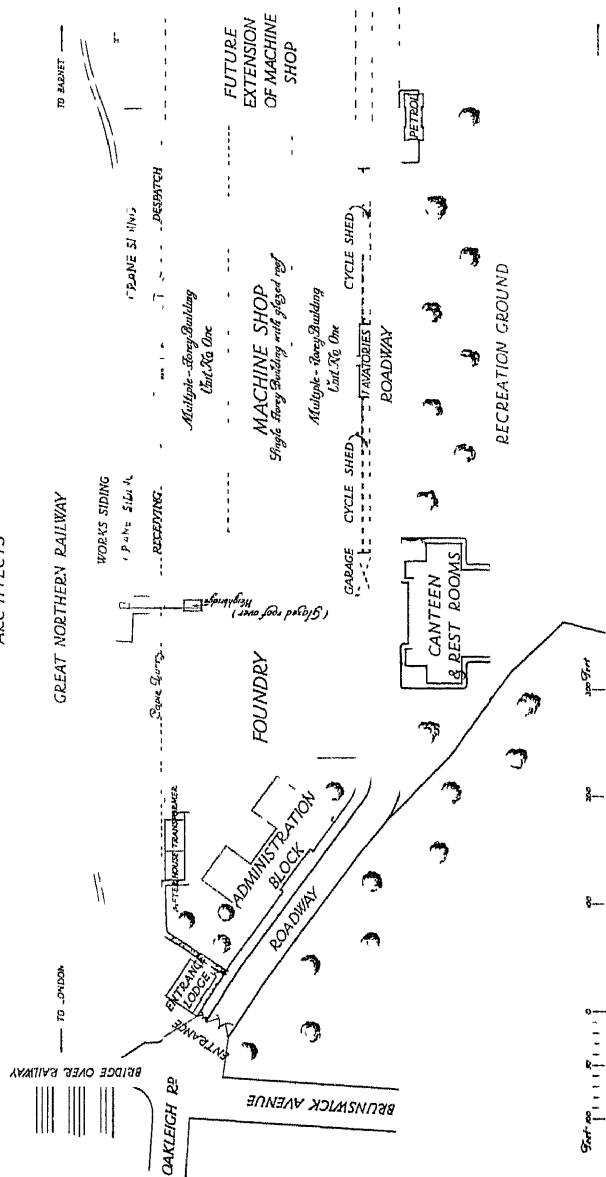 GREAT NORTHERN RAILWAY
TO LONDON
TO BARNET
BRIDGE OVER RAILWAY
WORKS SIDING
RECEIVING
DESPATCH
TRANSFORMER
Weighbridge
(Glazed roof over)
Multiple-Storey Building
Unit No One
FUTURE
EXTENSION
OF MACHINE
SHOP
MACHINE SHOP
Single Storey Building with glazed roof
Multiple-Storey Building
Unit No One
FOUNDRY
ADMINISTRATION
BLOCK
ENTRANCE
LODGE
ENTRANCE
OAKLEIGH RD
BRUNSWICK AVENUE
ROADWAY
GARAGE
CYCLE SHED
LAVATORIES
CYCLE SHED
ROADWAY
PETROL
CANTEEN
& REST ROOMS
RECREATION GROUND
Feet 100
50
0
100
200
300 Feet